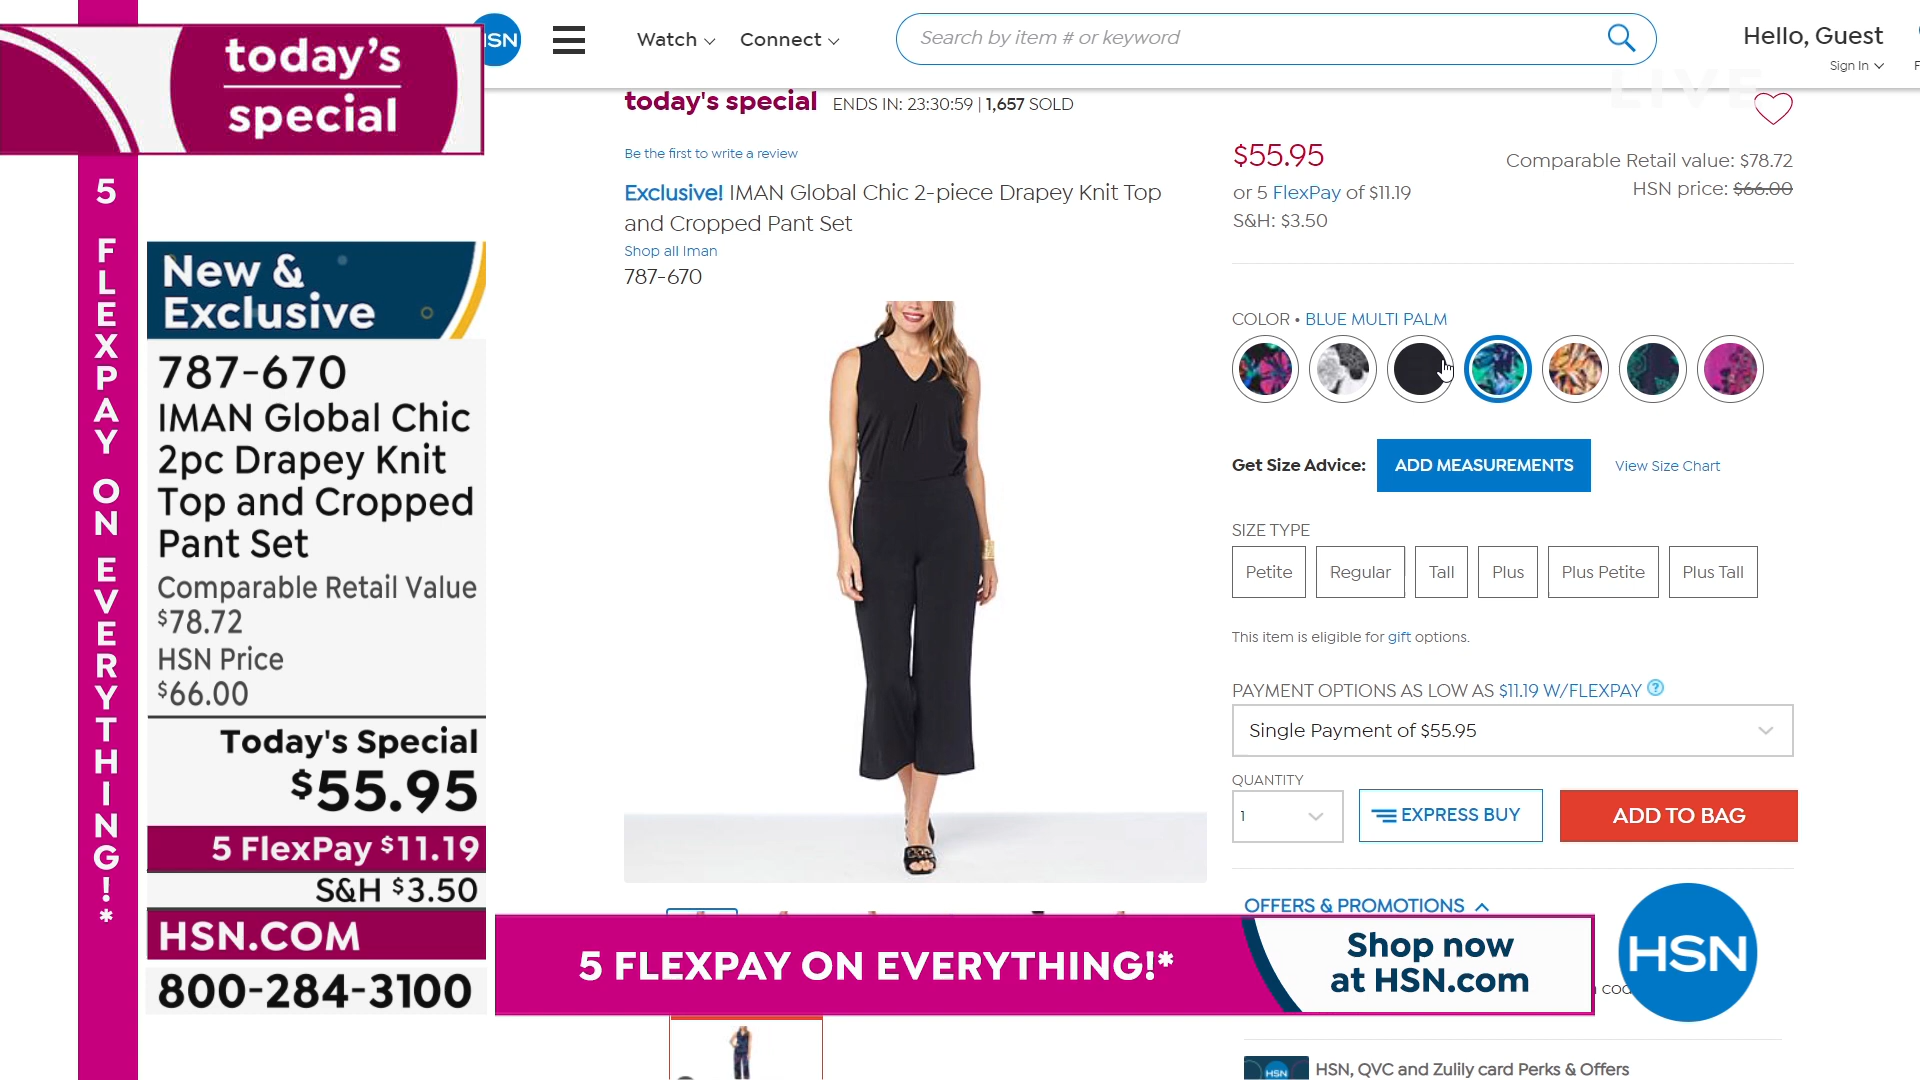 today's
special
5 FLEXPAY ON EVERYTHING!*
New &
Exclusive
787-670
IMAN Global Chic
2pc Drapey Knit
Top and Cropped
Pant Set
Comparable Retail Value
$78.72
HSN Price
$66.00
Today's Special
$55.95
5 FlexPay $11.19
S&H $3.50
HSN.COM
800-284-3100
HSN
Watch
Connect
Search by item # or keyword
Hello, Guest
Sign In
LIVE
today's special ENDS IN: 23:30:59 | 1,657 SOLD
Be the first to write a review
Exclusive! IMAN Global Chic 2-piece Drapey Knit Top
and Cropped Pant Set
Shop all Iman
787-670
$55.95
or 5 FlexPay of $11.19
S&H: $3.50
Comparable Retail value: $78.72
HSN price: $66.00
COLOR • BLUE MULTI PALM
Get Size Advice: ADD MEASUREMENTS View Size Chart
SIZE TYPE
Petite Regular Tall Plus Plus Petite Plus Tall
This item is eligible for gift options.
PAYMENT OPTIONS AS LOW AS $11.19 W/FLEXPAY ?
Single Payment of $55.95
QUANTITY
1
EXPRESS BUY
ADD TO BAG
OFFERS & PROMOTIONS
5 FLEXPAY ON EVERYTHING!*
Shop now
at HSN.com
HSN
HSN
HSN, QVC and Zulily card Perks & Offers